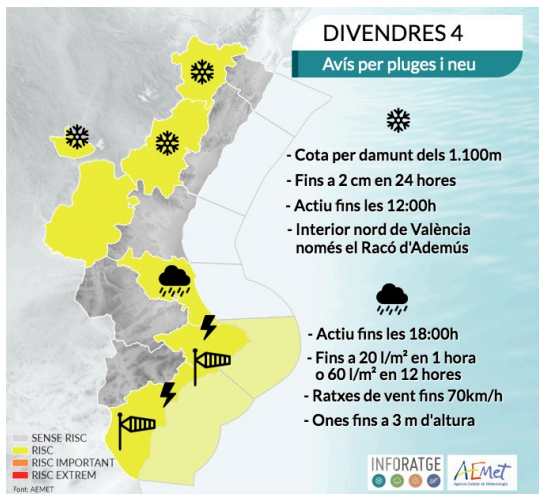 DIVENDRES 4
Avís per pluges i neu
- Cota per damunt dels 1.100m
- Fins a 2 cm en 24 hores
- Actiu fins les 12:00h
- Interior nord de València
només el Racó d'Ademús
- Actiu fins les 18:00h
- Fins a 20 l/m² en 1 hora
o 60 l/m² en 12 hores
- Ratxes de vent fins 70km/h
- Ones fins a 3 m d'altura
SENSE RISC
RISC
RISC IMPORTANT
RISC EXTREM
Font: AEMET
INFORATGE
AEMet
Agencia Estatal de Meteorología